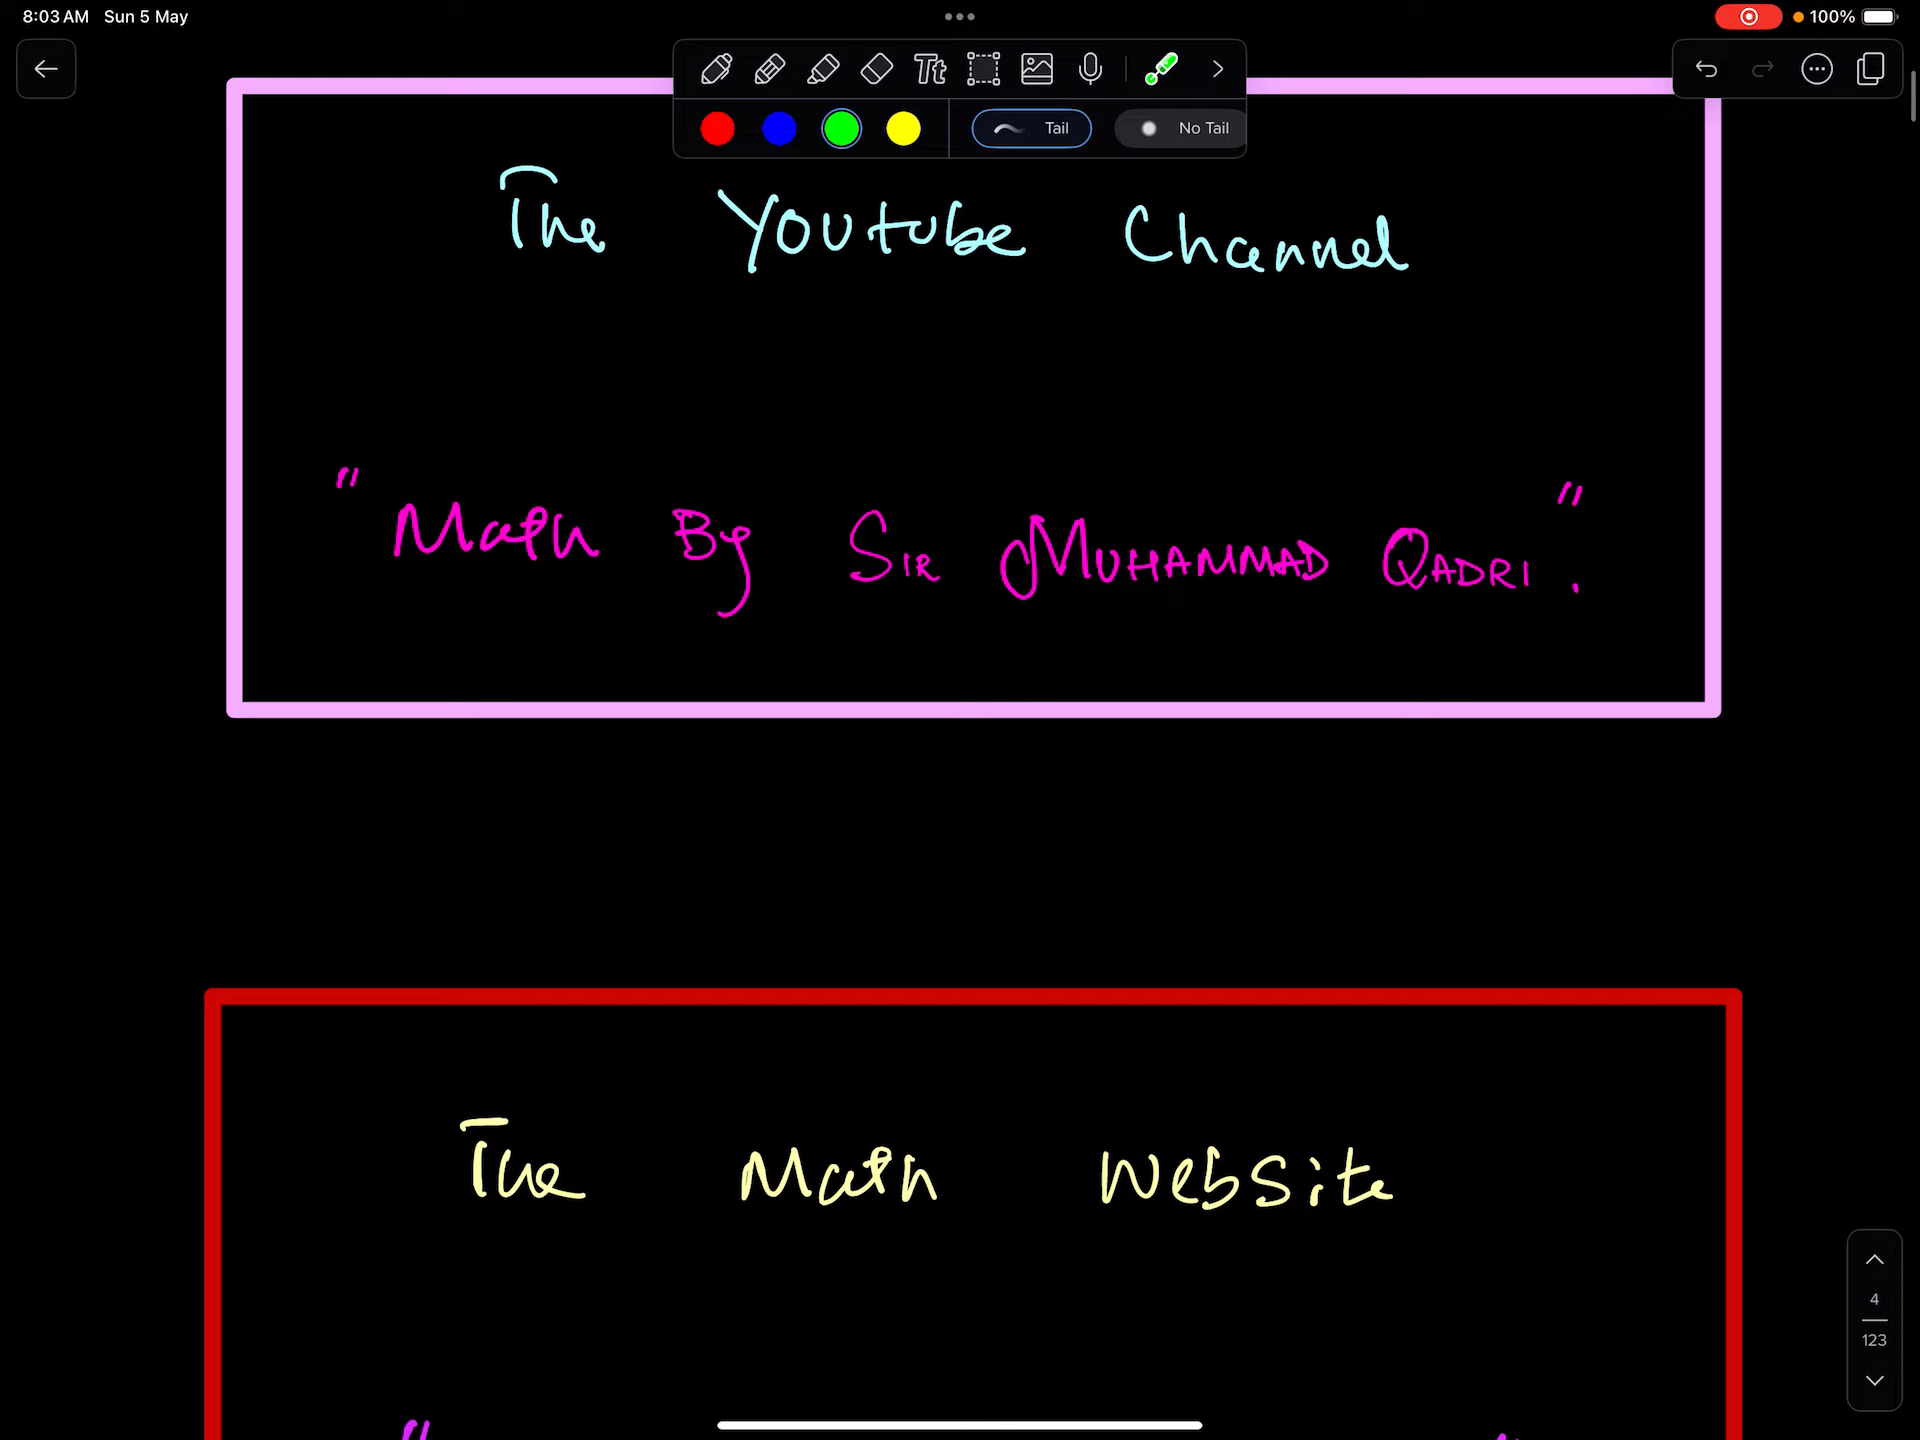 8:03 AM Sun 5 May
100%
Tt
Tail
No Tail
The Youtube Channel
" Math By SIR MUHAMMAD QADRI. "
The Math WebSite
4
123